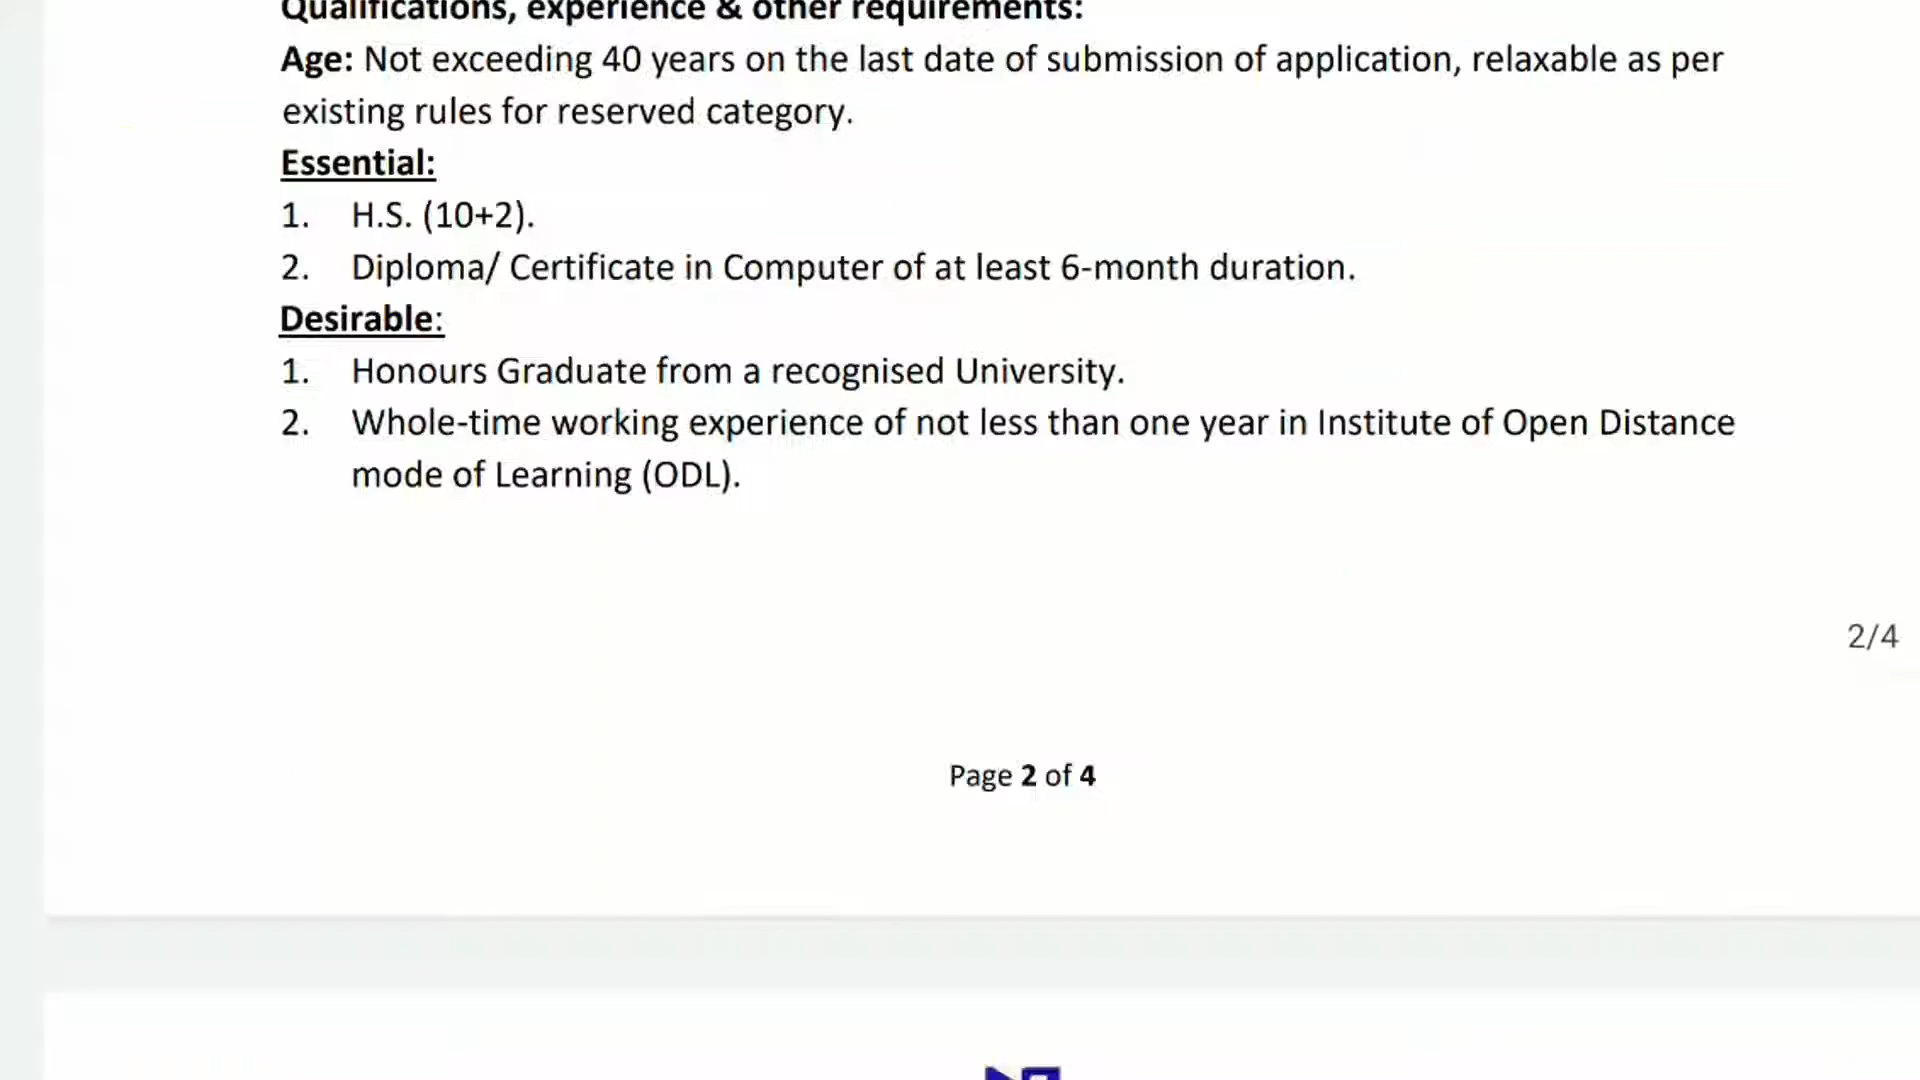 Qualifications, experience & other requirements:
Age: Not exceeding 40 years on the last date of submission of application, relaxable as per
existing rules for reserved category.
Essential:
1. H.S. (10+2).
2. Diploma/ Certificate in Computer of at least 6-month duration.
Desirable:
1. Honours Graduate from a recognised University.
2. Whole-time working experience of not less than one year in Institute of Open Distance
mode of Learning (ODL).
2/4
Page 2 of 4